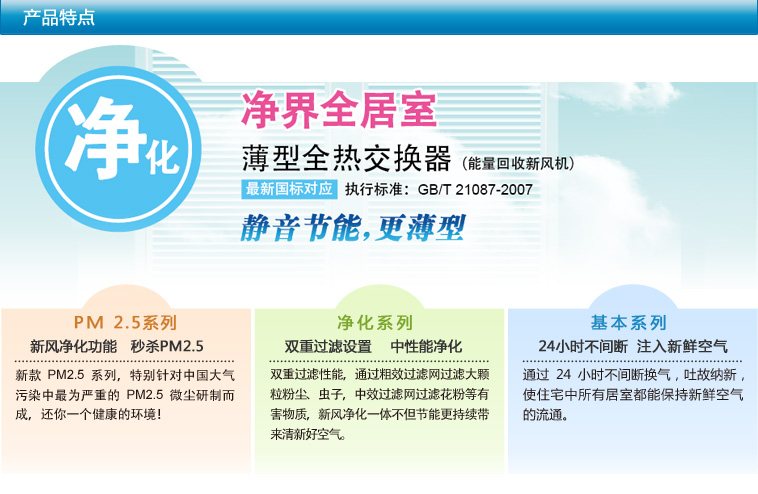 产品特点
净化
净界全居室
薄型全热交换器（能量回收新风机）
最新国标对应 执行标准：GB/T 21087-2007
静音节能，更薄型
PM 2.5系列
新风净化功能 秒杀PM2.5
新款 PM2.5 系列，特别针对中国大气
污染中最为严重的 PM2.5 微尘研制而
成，还你一个健康的环境！
净化系列
双重过滤设置 中性能净化
双重过滤性能，通过粗效过滤网过滤大颗
粒粉尘、虫子，中效过滤网过滤花粉等有
害物质，新风净化一体不但节能更持续带
来清新好空气。
基本系列
24小时不间断 注入新鲜空气
通过 24 小时不间断换气，吐故纳新，
使住宅中所有居室都能保持新鲜空气
的流通。